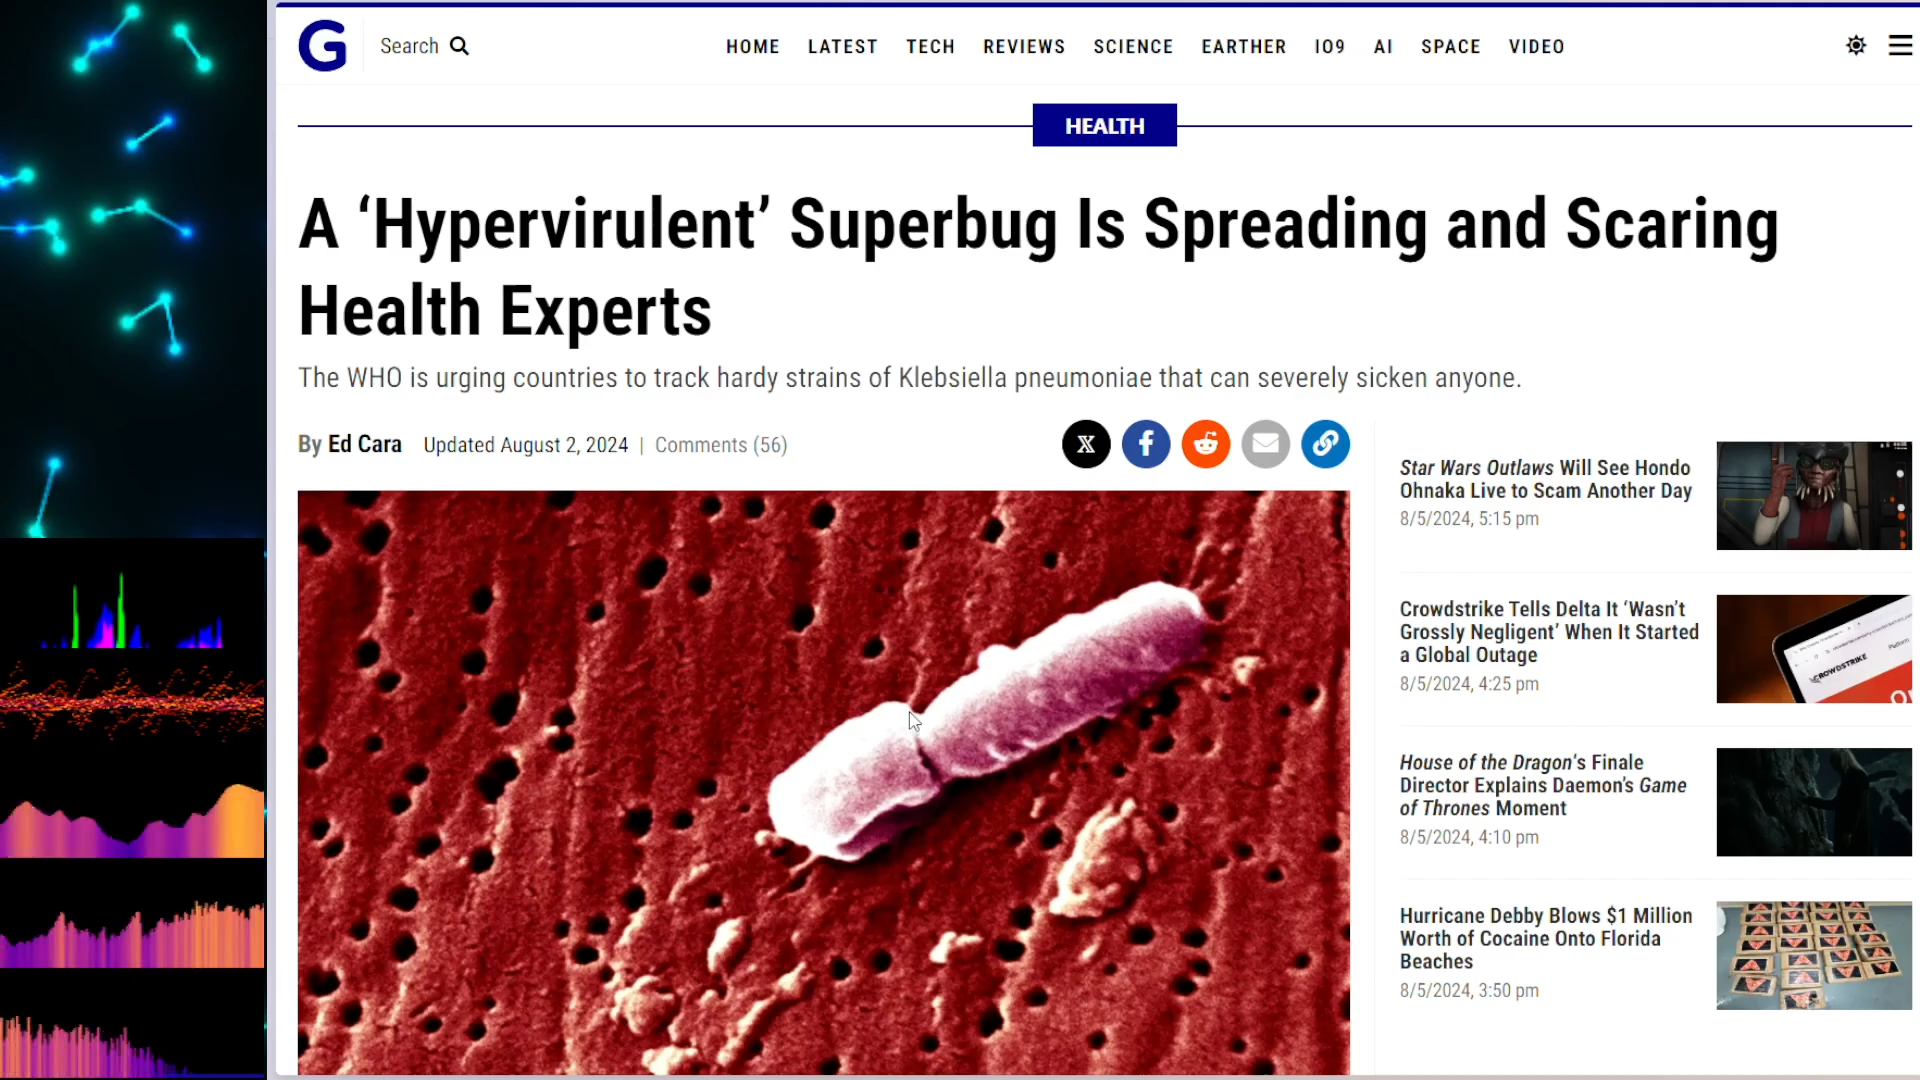 G
Search
HOME LATEST TECH REVIEWS SCIENCE EARTHER IO9 AI SPACE VIDEO
HEALTH
A ‘Hypervirulent’ Superbug Is Spreading and Scaring
Health Experts
The WHO is urging countries to track hardy strains of Klebsiella pneumoniae that can severely sicken anyone.
By Ed Cara Updated August 2, 2024 | Comments (56)
Star Wars Outlaws Will See Hondo
Ohnaka Live to Scam Another Day
8/5/2024, 5:15 pm
Crowdstrike Tells Delta It ‘Wasn’t
Grossly Negligent’ When It Started
a Global Outage
8/5/2024, 4:25 pm
CROWDSTRIKE
Platform
House of the Dragon’s Finale
Director Explains Daemon’s Game
of Thrones Moment
8/5/2024, 4:10 pm
Hurricane Debby Blows $1 Million
Worth of Cocaine Onto Florida
Beaches
8/5/2024, 3:50 pm